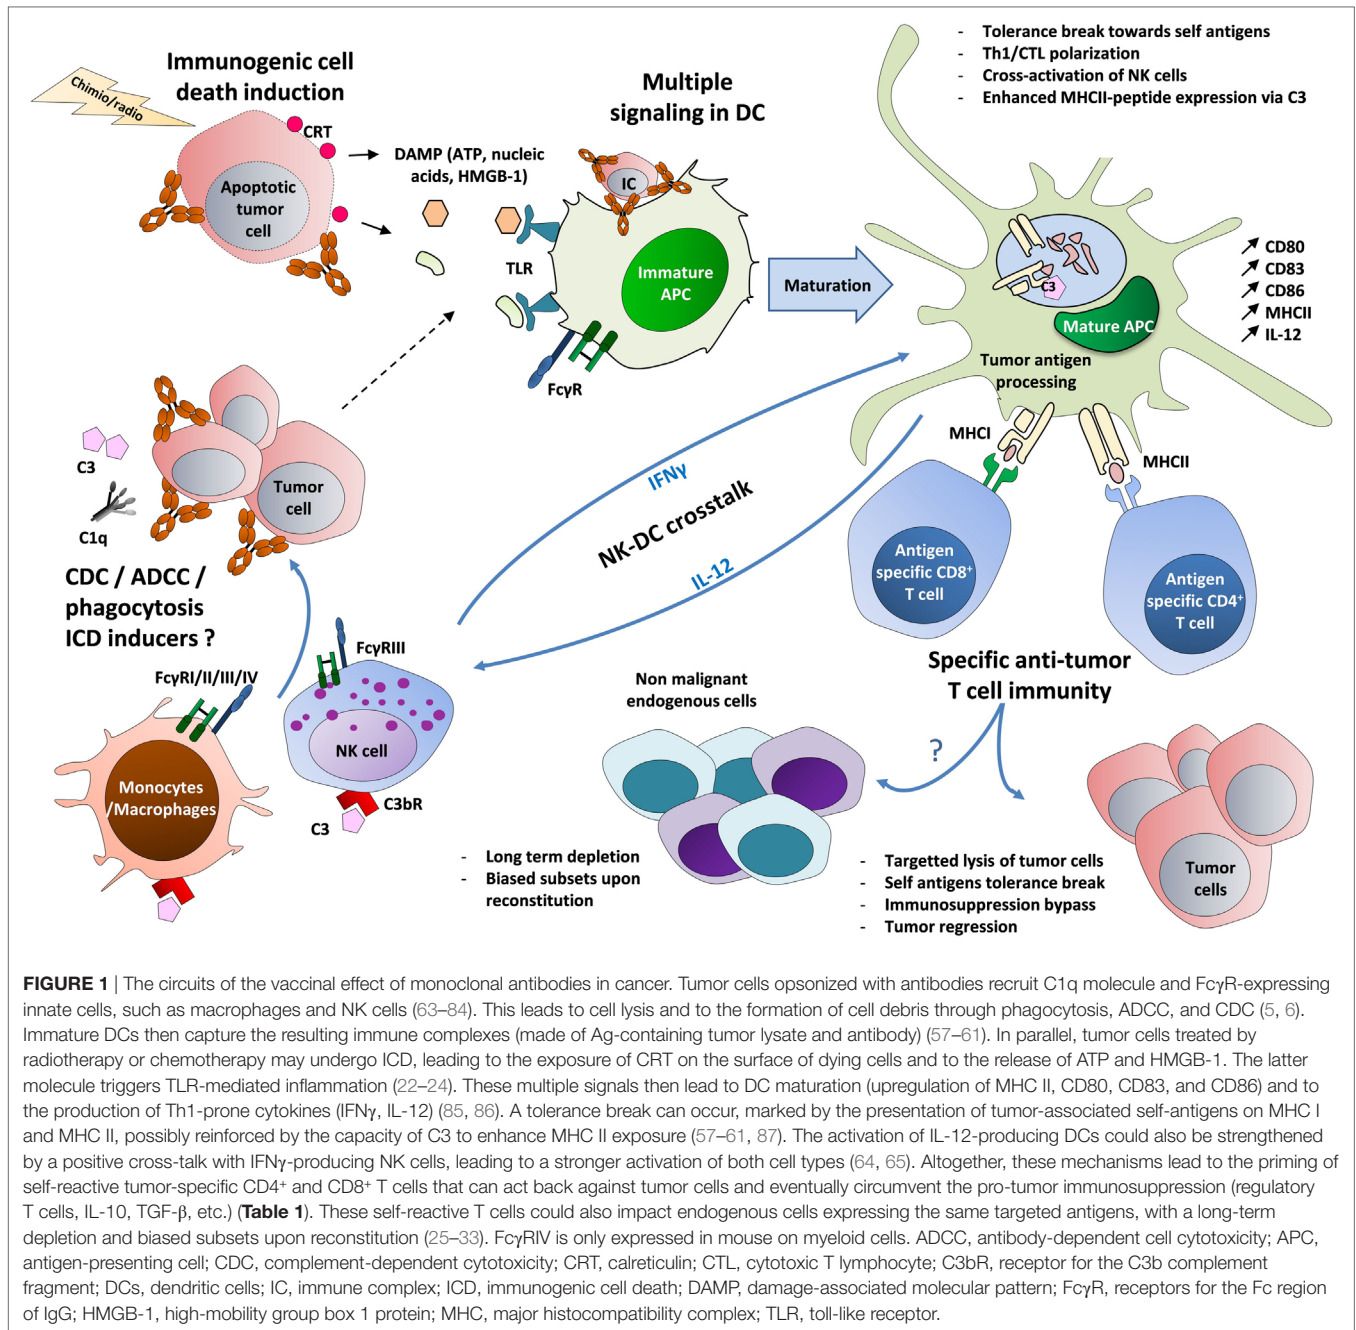 Chimio/radio
Immunogenic cell
death induction
CRT
Apoptotic
tumor
cell
DAMP (ATP, nucleic
acids, HMGB-1)
Multiple
signaling in DC
IC
TLR
Immature
APC
FcγR
Maturation
- Tolerance break towards self antigens
- Th1/CTL polarization
- Cross-activation of NK cells
- Enhanced MHCII-peptide expression via C3
C3
Mature APC
Tumor antigen
processing
CD80
CD83
CD86
MHCII
IL-12
MHCI
MHCII
Antigen
specific CD8⁺
T cell
Antigen
specific CD4⁺
T cell
IFNγ
NK-DC crosstalk
IL-12
C3
C1q
Tumor
cell
CDC / ADCC /
phagocytosis
ICD inducers ?
FcγRI/II/III/IV
FcγRIII
NK cell
Monocytes
/Macrophages
C3bR
C3
Specific anti-tumor
T cell immunity
?
Non malignant
endogenous cells
- Long term depletion
- Biased subsets upon
reconstitution
- Targetted lysis of tumor cells
- Self antigens tolerance break
- Immunosuppression bypass
- Tumor regression
Tumor
cells
FIGURE 1 | The circuits of the vaccinal effect of monoclonal antibodies in cancer. Tumor cells opsonized with antibodies recruit C1q molecule and FcγR-expressing
innate cells, such as macrophages and NK cells (63–84). This leads to cell lysis and to the formation of cell debris through phagocytosis, ADCC, and CDC (5, 6).
Immature DCs then capture the resulting immune complexes (made of Ag-containing tumor lysate and antibody) (57–61). In parallel, tumor cells treated by
radiotherapy or chemotherapy may undergo ICD, leading to the exposure of CRT on the surface of dying cells and to the release of ATP and HMGB-1. The latter
molecule triggers TLR-mediated inflammation (22–24). These multiple signals then lead to DC maturation (upregulation of MHC II, CD80, CD83, and CD86) and to
the production of Th1-prone cytokines (IFNγ, IL-12) (85, 86). A tolerance break can occur, marked by the presentation of tumor-associated self-antigens on MHC I
and MHC II, possibly reinforced by the capacity of C3 to enhance MHC II exposure (57–61, 87). The activation of IL-12-producing DCs could also be strengthened
by a positive cross-talk with IFNγ-producing NK cells, leading to a stronger activation of both cell types (64, 65). Altogether, these mechanisms lead to the priming of
self-reactive tumor-specific CD4⁺ and CD8⁺ T cells that can act back against tumor cells and eventually circumvent the pro-tumor immunosuppression (regulatory
T cells, IL-10, TGF-β, etc.) (Table 1). These self-reactive T cells could also impact endogenous cells expressing the same targeted antigens, with a long-term
depletion and biased subsets upon reconstitution (25–33). FcγRIV is only expressed in mouse on myeloid cells. ADCC, antibody-dependent cell cytotoxicity; APC,
antigen-presenting cell; CDC, complement-dependent cytotoxicity; CRT, calreticulin; CTL, cytotoxic T lymphocyte; C3bR, receptor for the C3b complement
fragment; DCs, dendritic cells; IC, immune complex; ICD, immunogenic cell death; DAMP, damage-associated molecular pattern; FcγR, receptors for the Fc region
of IgG; HMGB-1, high-mobility group box 1 protein; MHC, major histocompatibility complex; TLR, toll-like receptor.